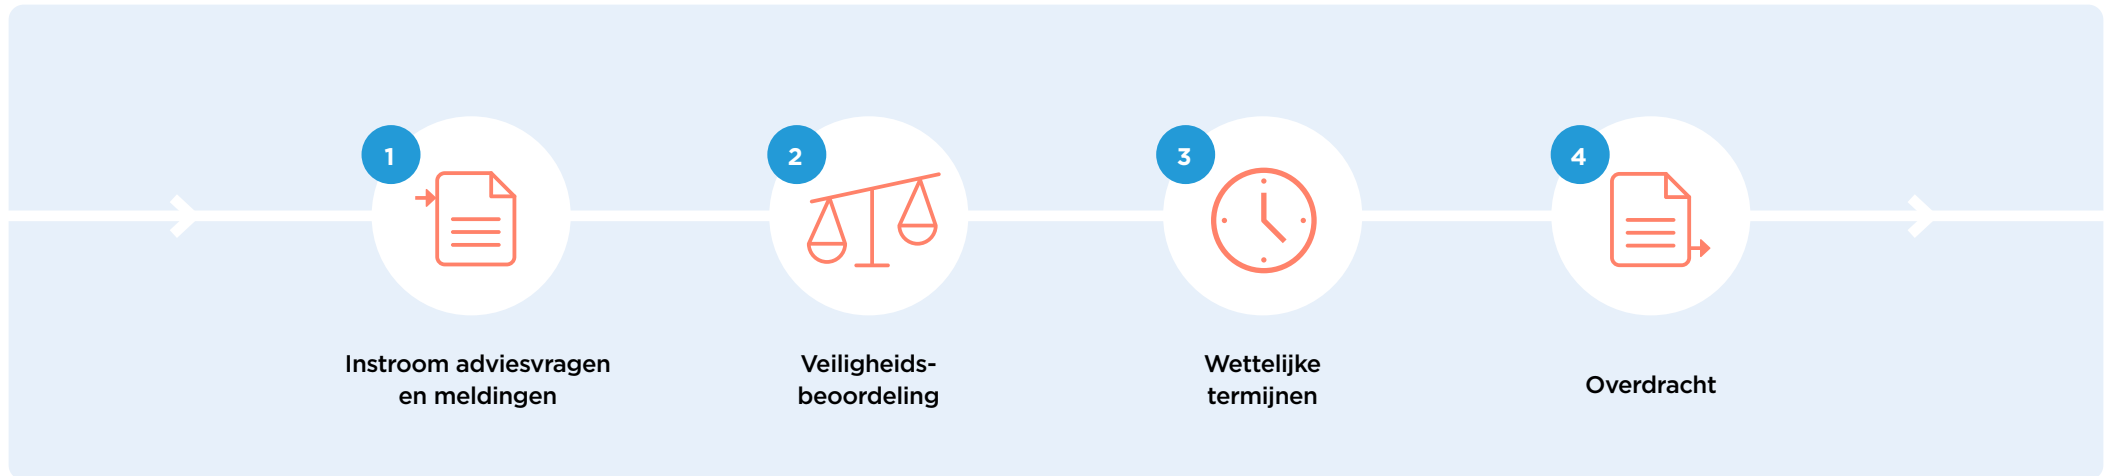 1
Instroom adviesvragen
en meldingen
2
Veiligheids-
beoordeling
3
Wettelijke
termijnen
4
Overdracht